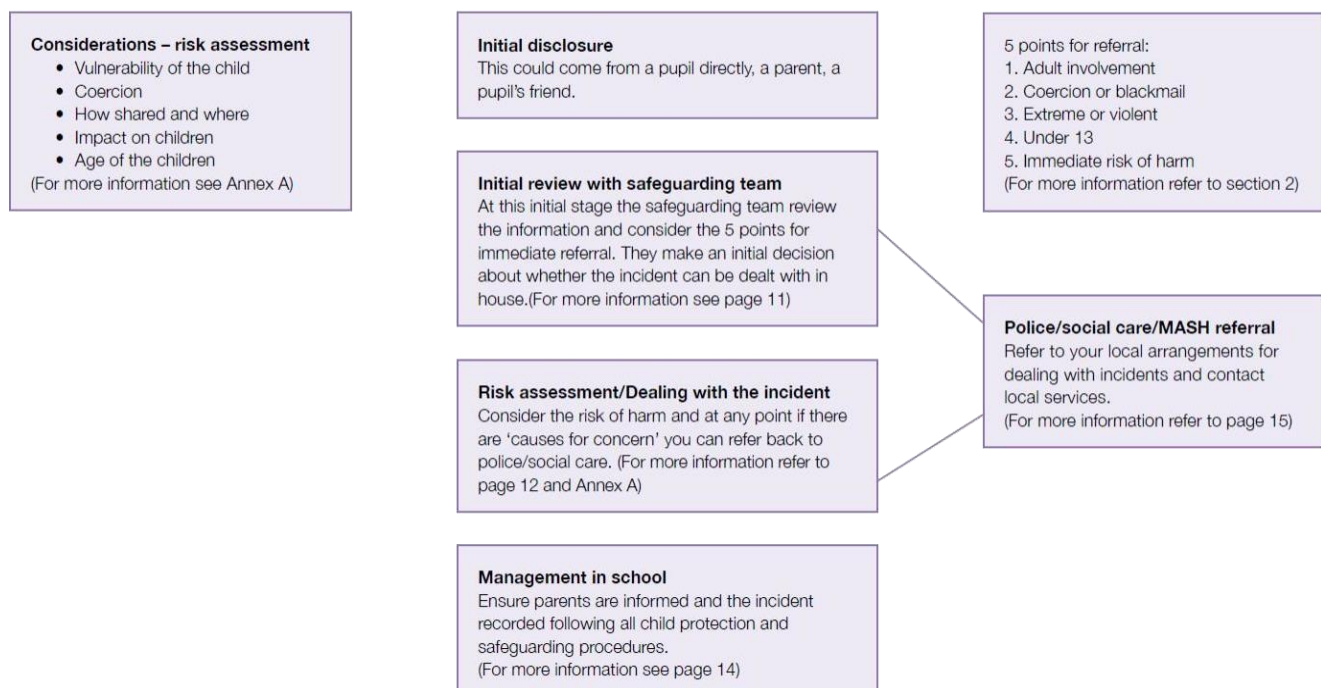 Considerations – risk assessment
• Vulnerability of the child
• Coercion
• How shared and where
• Impact on children
• Age of the children
(For more information see Annex A)
Initial disclosure
This could come from a pupil directly, a parent, a
pupil's friend.
5 points for referral:
1. Adult involvement
2. Coercion or blackmail
3. Extreme or violent
4. Under 13
5. Immediate risk of harm
(For more information refer to section 2)
Initial review with safeguarding team
At this initial stage the safeguarding team review
the information and consider the 5 points for
immediate referral. They make an initial decision
about whether the incident can be dealt with in
house.(For more information see page 11)
Police/social care/MASH referral
Refer to your local arrangements for
dealing with incidents and contact
local services.
(For more information refer to page 15)
Risk assessment/Dealing with the incident
Consider the risk of harm and at any point if there
are ‘causes for concern’ you can refer back to
police/social care. (For more information refer to
page 12 and Annex A)
Management in school
Ensure parents are informed and the incident
recorded following all child protection and
safeguarding procedures.
(For more information see page 14)